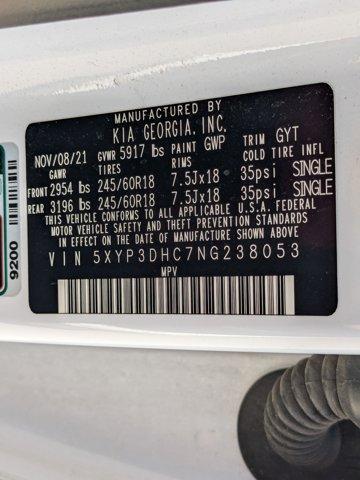 MANUFACTURED BY
KIA GEORGIA, INC.
NOV/08/21 GVWR 5917 lbs PAINT GWP TRIM GYT
GAWR TIRES RIMS COLD TIRE INFL
FRONT 2954 lbs 245/60R18 7.5Jx18 35psi SINGLE
REAR 3196 lbs 245/60R18 7.5Jx18 35psi SINGLE
THIS VEHICLE CONFORMS TO ALL APPLICABLE U.S.A. FEDERAL
MOTOR VEHICLE SAFETY AND THEFT PREVENTION STANDARDS
IN EFFECT ON THE DATE OF MANUFACTURE SHOWN ABOVE
VIN 5XYP3DHC7NG238053
MPV
9200